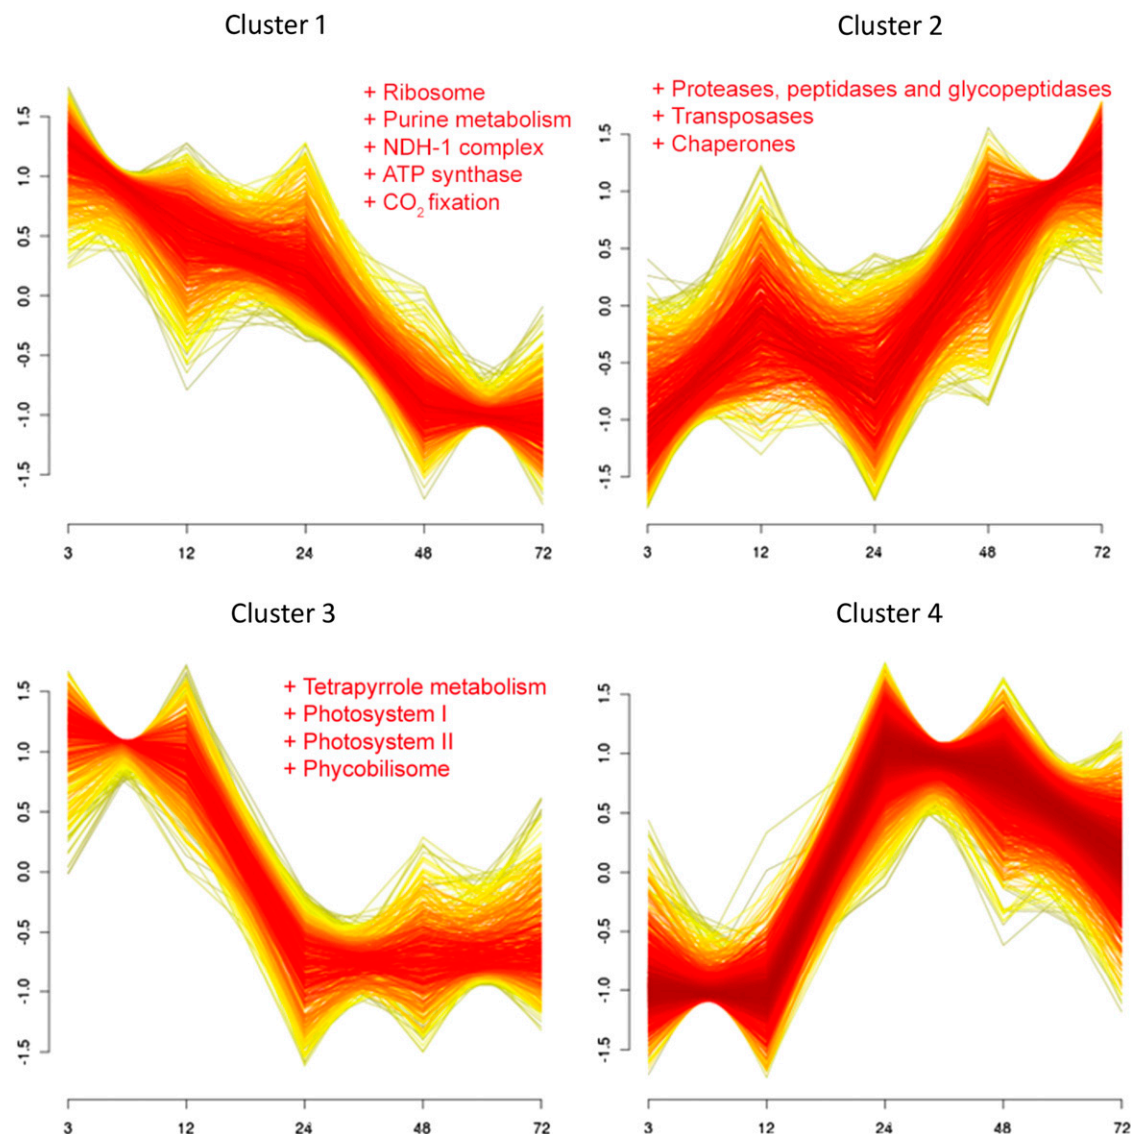 Cluster 1
+ Ribosome
+ Purine metabolism
+ NDH-1 complex
+ ATP synthase
+ CO2 fixation
1.5
1.0
0.5
0.0
-0.5
-1.0
-1.5
3 12 24 48 72
Cluster 2
+ Proteases, peptidases and glycopeptidases
+ Transposases
+ Chaperones
1.5
1.0
0.5
0.0
-0.5
-1.0
-1.5
3 12 24 48 72
Cluster 3
+ Tetapyrrole metabolism
+ Photosystem I
+ Photosystem II
+ Phycobilisome
1.5
1.0
0.5
0.0
-0.5
-1.0
-1.5
3 12 24 48 72
Cluster 4
1.5
1.0
0.5
0.0
-0.5
-1.0
-1.5
3 12 24 48 72